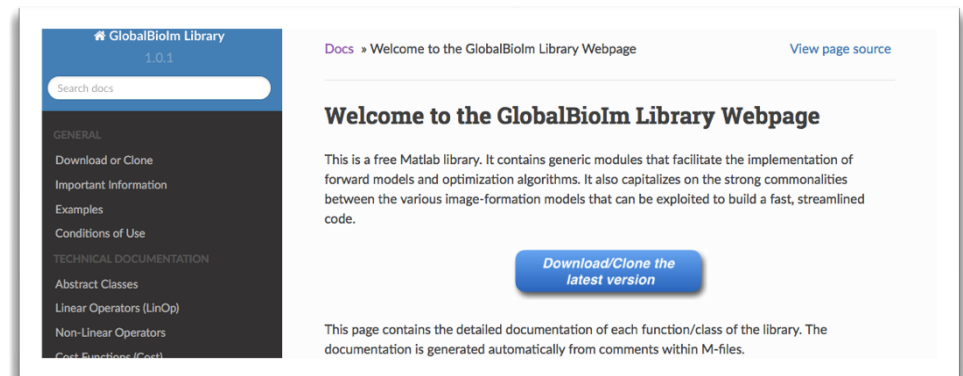 GlobalBioIm Library
1.0.1
Search docs
GENERAL
Download or Clone
Important Information
Examples
Conditions of Use
TECHNICAL DOCUMENTATION
Abstract Classes
Linear Operators (LinOp)
Non-Linear Operators
Cost Functions (Cost)
Docs » Welcome to the GlobalBioIm Library Webpage
View page source
Welcome to the GlobalBioIm Library Webpage
This is a free Matlab library. It contains generic modules that facilitate the implementation of
forward models and optimization algorithms. It also capitalizes on the strong commonalities
between the various image-formation models that can be exploited to build a fast, streamlined
code.
Download/Clone the
latest version
This page contains the detailed documentation of each function/class of the library. The
documentation is generated automatically from comments within M-files.